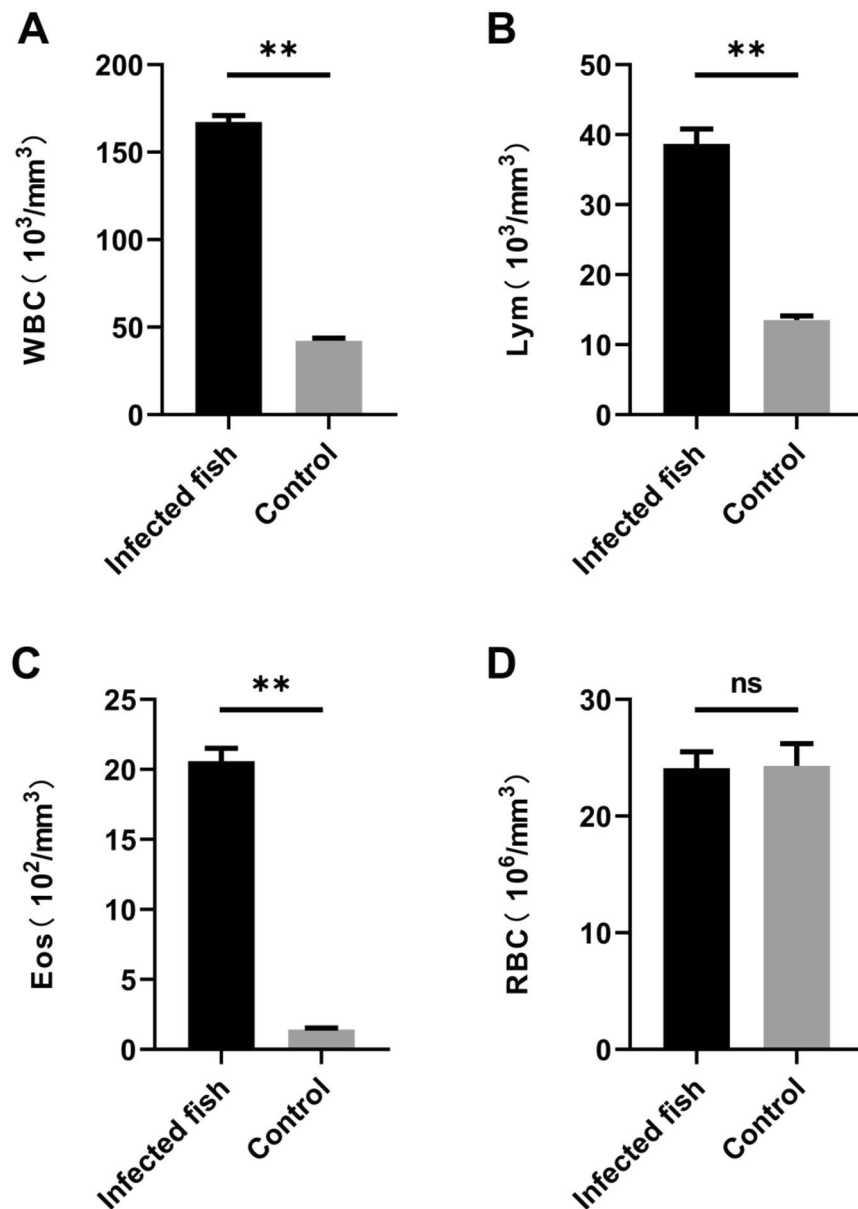 A
**
WBC ( 10³/mm³)
200
150
100
50
0
Infected fish
Control
B
**
Lym ( 10³/mm³)
50
40
30
20
10
0
Infected fish
Control
C
**
Eos ( 10²/mm³)
25
20
15
10
5
0
Infected fish
Control
D
ns
RBC ( 10⁶/mm³)
30
20
10
0
Infected fish
Control